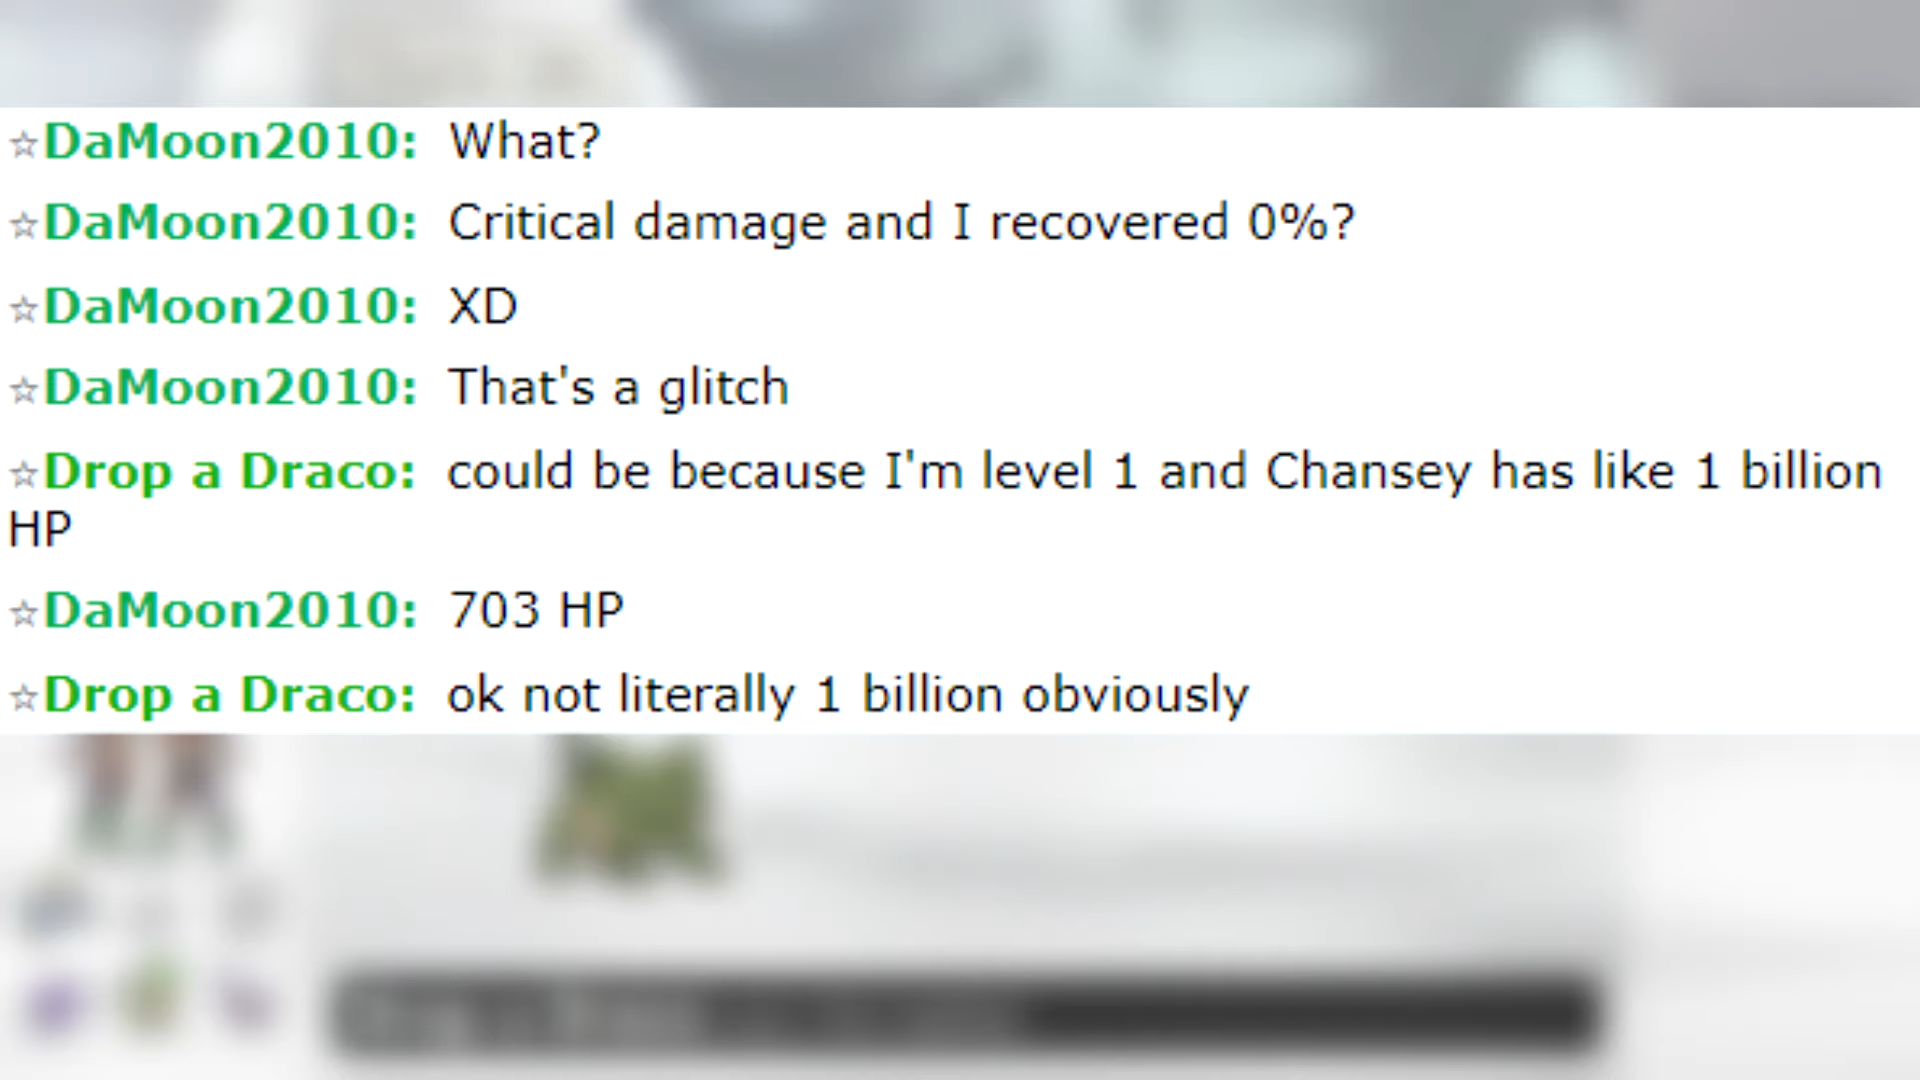 ☆DaMoon2010: What?
☆DaMoon2010: Critical damage and I recovered 0%?
☆DaMoon2010: XD
☆DaMoon2010: That's a glitch
☆Drop a Draco: could be because I'm level 1 and Chansey has like 1 billion
HP
☆DaMoon2010: 703 HP
☆Drop a Draco: ok not literally 1 billion obviously